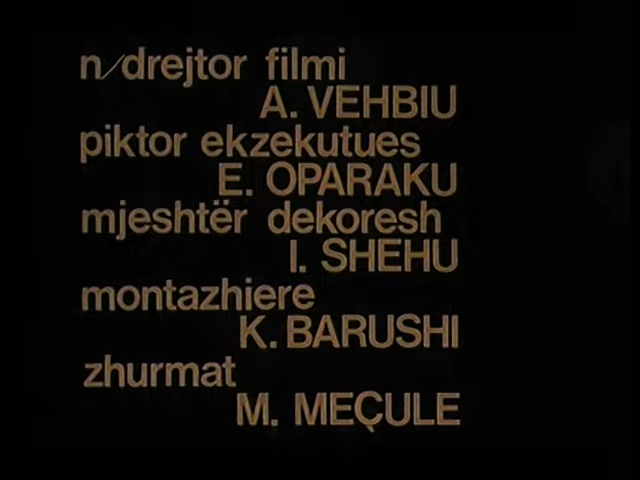 n/drejtor filmi
A. VEHBIU
piktor ekzekutues
E. OPARAKU
mjeshtër dekoresh
I. SHEHU
montazhiere
K. BARUSHI
zhurmat
M. MEÇULE